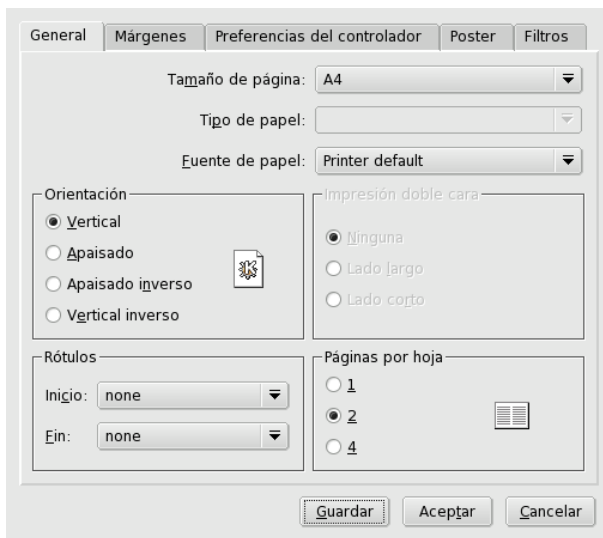 General Márgenes Preferencias del controlador Poster Filtros
Tamaño de página: A4
Tipo de papel:
Fuente de papel: Printer default
Orientación
Vertical
Apaisado
Apaisado inverso
Vertical inverso
Impresión doble cara
Ninguna
Lado largo
Lado corto
Rótulos
Inicio: none
Fin: none
Páginas por hoja
1
2
4
Guardar Aceptar Cancelar